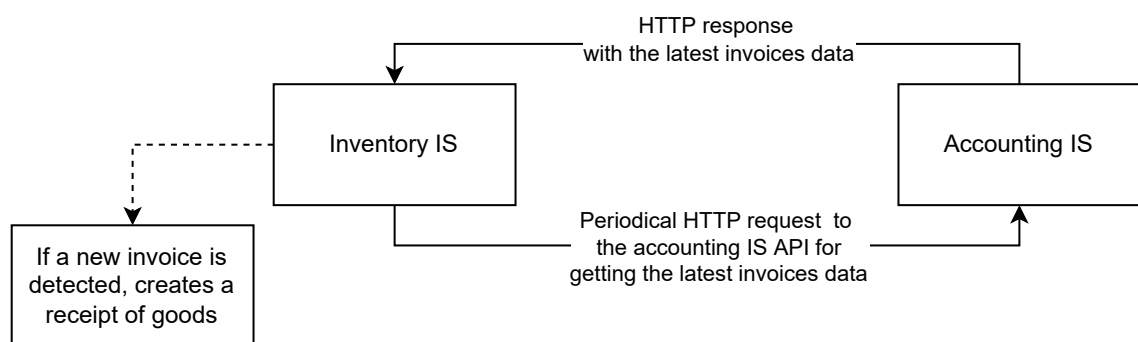 HTTP response
with the latest invoices data
Inventory IS
Accounting IS
Periodical HTTP request to
the accounting IS API for
getting the latest invoices data
If a new invoice is
detected, creates a
receipt of goods